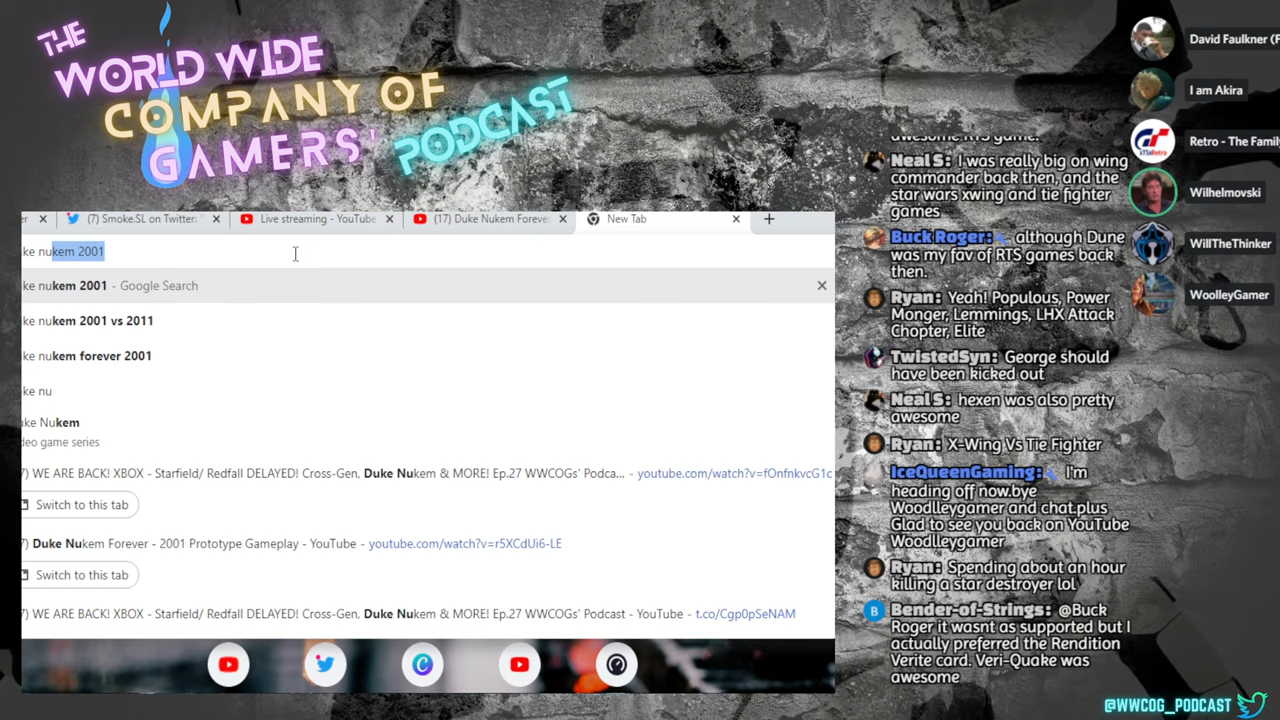 THE
WORLD WIDE
COMPANY OF
GAMERS' PODCAST
(7) Smoke.SL on Twitter: "
Live streaming - YouTube
(17) Duke Nukem Forever
New Tab
ke nukem 2001
ke nukem 2001 - Google Search
ke nukem 2001 vs 2011
ke nukem forever 2001
ke nu
ke Nukem
deo game series
7) WE ARE BACK! XBOX - Starfield/ Redfall DELAYED! Cross-Gen, Duke Nukem & MORE! Ep.27 WWCOGs' Podca... - youtube.com/watch?v=fOnfnkvcG1c
Switch to this tab
7) Duke Nukem Forever - 2001 Prototype Gameplay - YouTube - youtube.com/watch?v=r5XCdUi6-LE
Switch to this tab
7) WE ARE BACK! XBOX - Starfield/ Redfall DELAYED! Cross-Gen, Duke Nukem & MORE! Ep.27 WWCOGs' Podcast - YouTube - t.co/Cgp0pSeNAM
awesome RTS game.
Neal S: I was really big on wing
commander back then, and the
star wars xwing and tie fighter
games
Buck Roger: although Dune
was my fav of RTS games back
then.
Ryan: Yeah! Populous, Power
Monger, Lemmings, LHX Attack
Chopter, Elite
TwistedSyn: George should
have been kicked out
Neal S: hexen was also pretty
awesome
Ryan: X-Wing Vs Tie Fighter
IceQueenGaming: I'm
heading off now.bye
Woodleygamer and chat.plus
Glad to see you back on YouTube
Woodleygamer
Ryan: Spending about an hour
killing a star destroyer lol
B
Bender-of-Strings: @Buck
Roger it wasnt as supported but I
actually preferred the Rendition
Verite card. Veri-Quake was
awesome
David Faulkner (F
I am Akira
Retro - The Family
Wilhelmovski
WillTheThinker
WoolleyGamer
@WWCOG_PODCAST